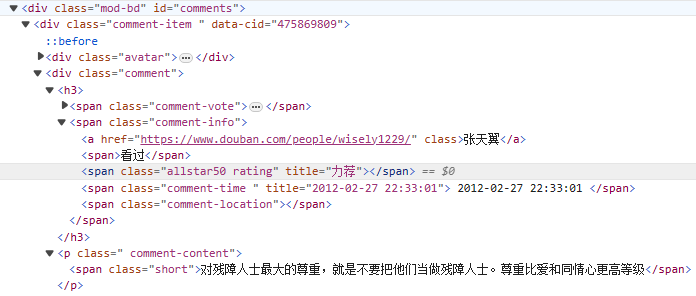 ▼<div class="mod-bd" id="comments">
▼<div class="comment-item " data-cid="475869809">
::before
▶<div class="avatar">⋯</div>
▼<div class="comment">
▼<h3>
▶<span class="comment-vote">⋯</span>
▼<span class="comment-info">
<a href="https://www.douban.com/people/wisely1229/" class>张天翼</a>
<span>看过</span>
<span class="allstar50 rating" title="力荐"></span> == $0
<span class="comment-time " title="2012-02-27 22:33:01"> 2012-02-27 22:33:01 </span>
<span class="comment-location"></span>
</span>
</h3>
▼<p class=" comment-content">
<span class="short">对残障人士最大的尊重，就是不要把他们当做残障人士。尊重比爱和同情心更高等级</span>
</p>